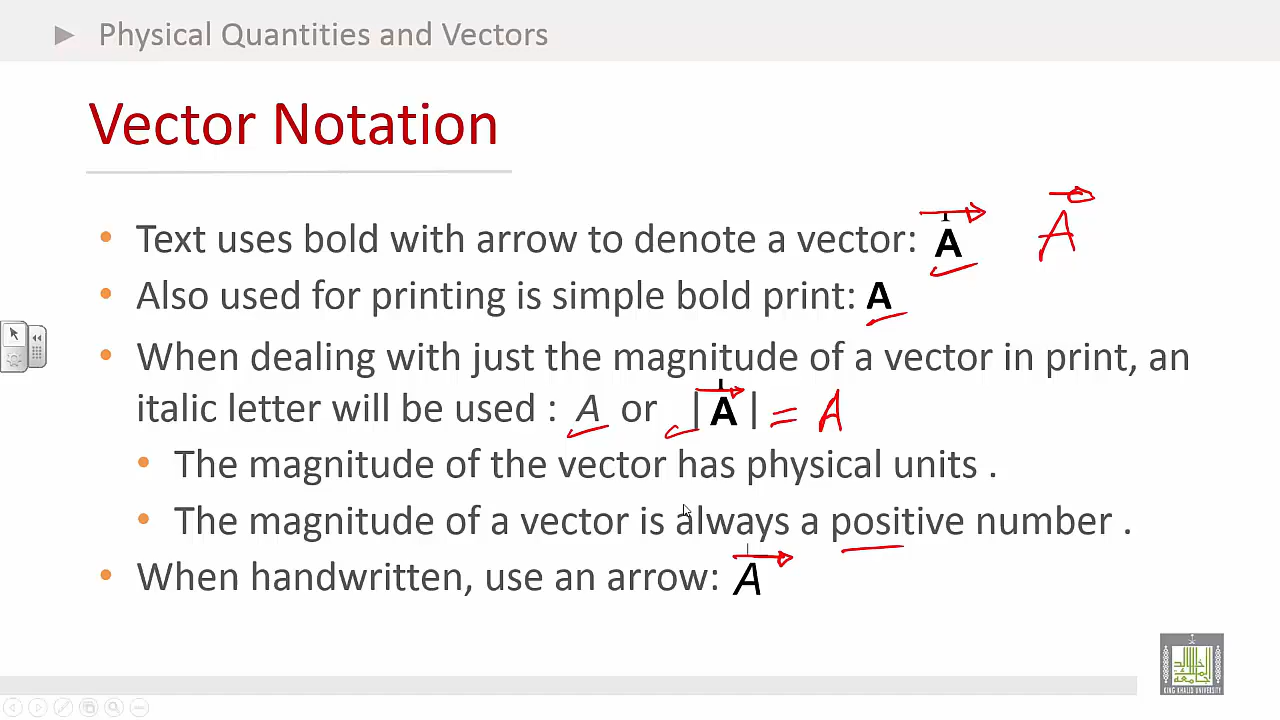 ▶ Physical Quantities and Vectors
Vector Notation
• Text uses bold with arrow to denote a vector: A⃗ A⃗
• Also used for printing is simple bold print: A
• When dealing with just the magnitude of a vector in print, an
italic letter will be used : A or |A⃗| = A
• The magnitude of the vector has physical units .
• The magnitude of a vector is always a positive number .
• When handwritten, use an arrow: A⃗
KING KHALID UNIVERSITY